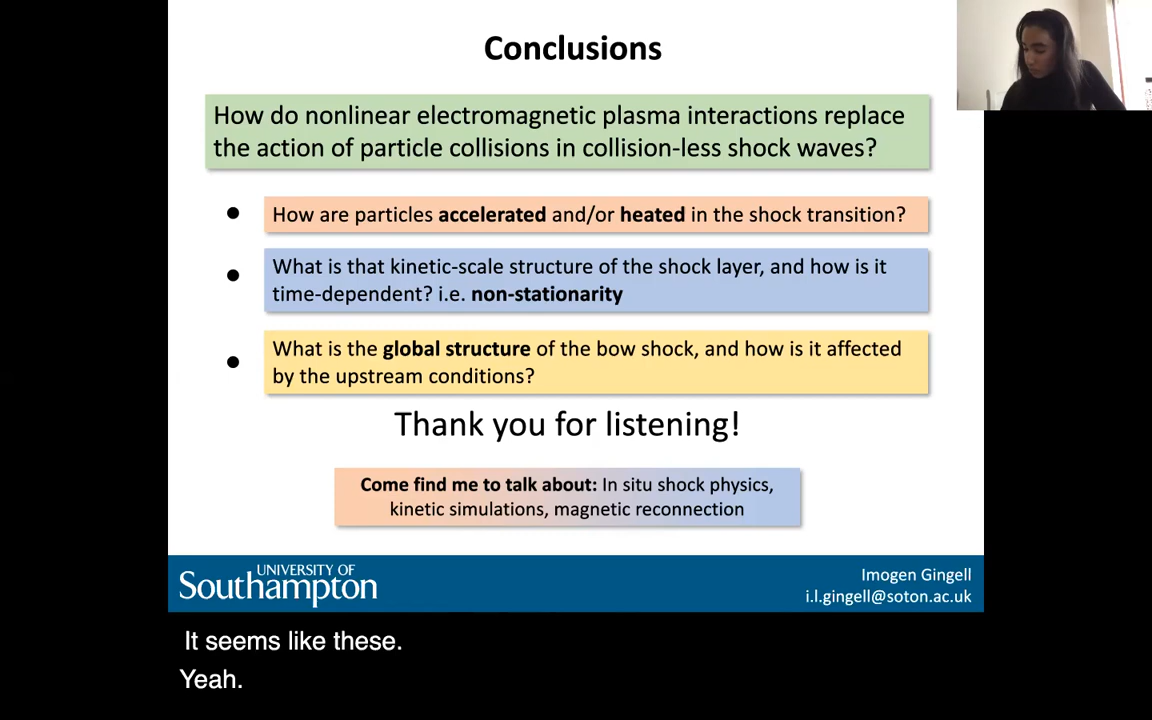 Conclusions
How do nonlinear electromagnetic plasma interactions replace
the action of particle collisions in collision-less shock waves?
● How are particles accelerated and/or heated in the shock transition?
● What is that kinetic-scale structure of the shock layer, and how is it
time-dependent? i.e. non-stationarity
● What is the global structure of the bow shock, and how is it affected
by the upstream conditions?
Thank you for listening!
Come find me to talk about: In situ shock physics,
kinetic simulations, magnetic reconnection
UNIVERSITY OF
Southampton
Imogen Gingell
i.l.gingell@soton.ac.uk
It seems like these.
Yeah.